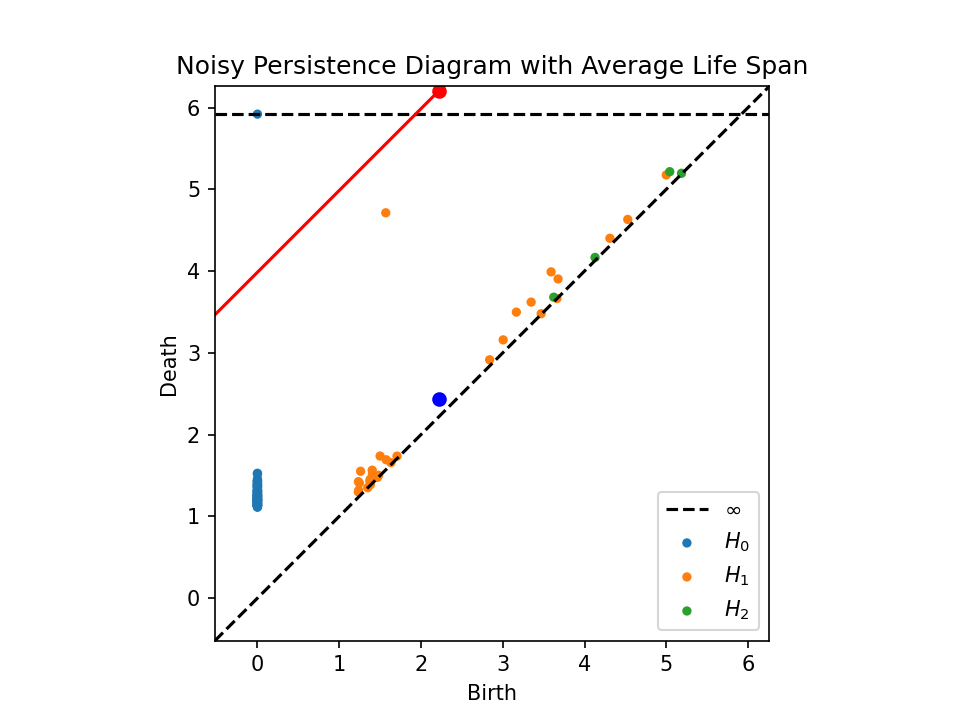 Noisy Persistence Diagram with Average Life Span
Death
6
5
4
3
2
1
0
∞
H₀
H₁
H₂
0 1 2 3 4 5 6
Birth